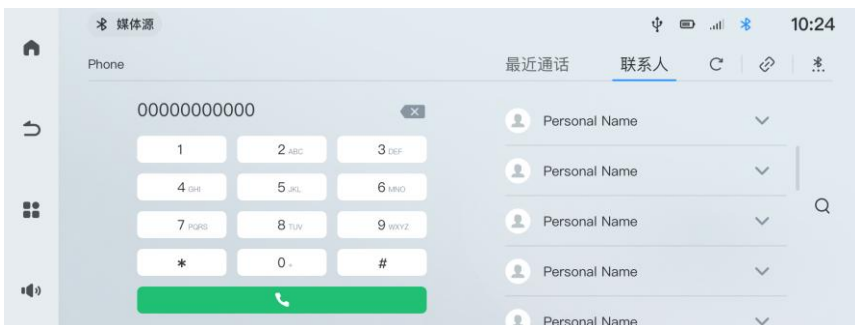 媒体源
10:24
Phone
最近通话
联系人
00000000000
1
2 ABC
3 DEF
4 GHI
5 JKL
6 MNO
7 PQRS
8 TUV
9 WXYZ
*
0 +
#
Personal Name
Personal Name
Personal Name
Personal Name
Personal Name